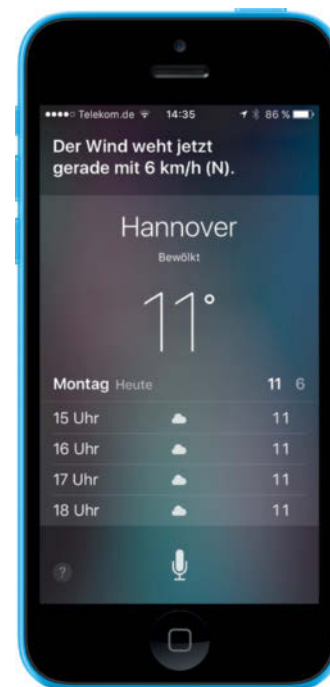 Telekom.de 14:35 86 %
Der Wind weht jetzt
gerade mit 6 km/h (N).
Hannover
Bewölkt
11°
Montag Heute 11 6
15 Uhr 11
16 Uhr 11
17 Uhr 11
18 Uhr 11
?